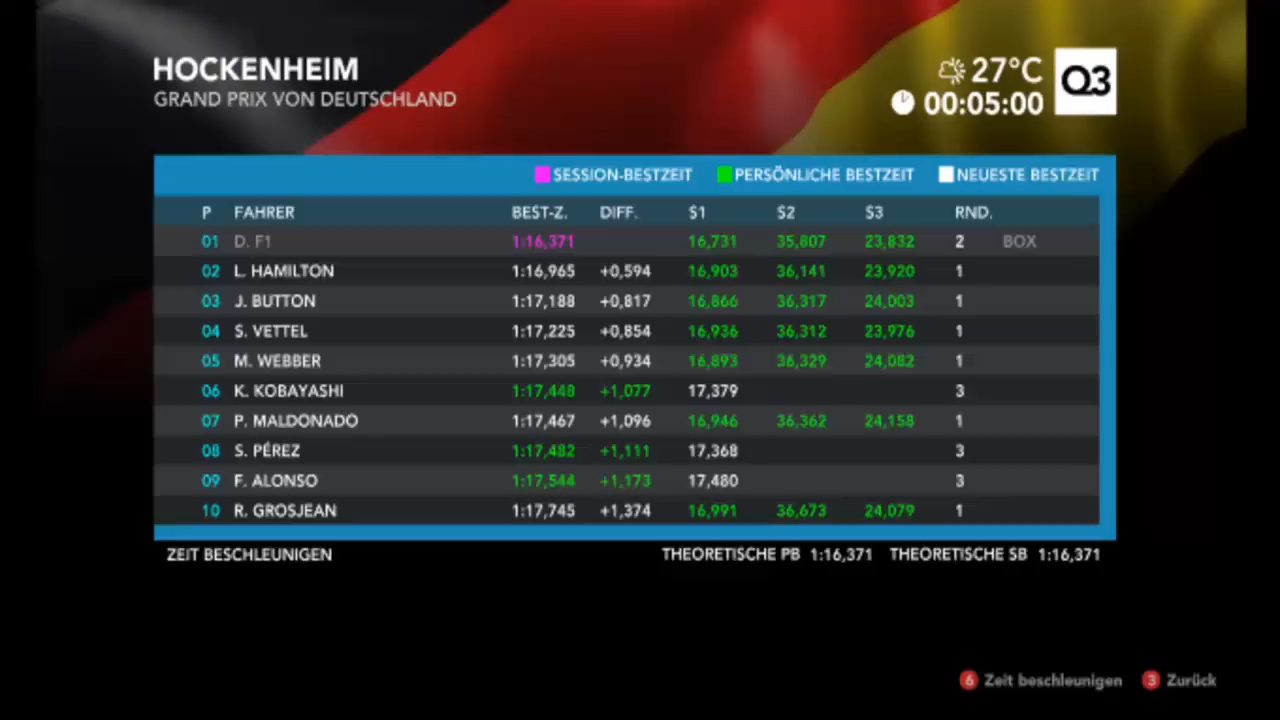 HOCKENHEIM
GRAND PRIX VON DEUTSCHLAND
27°C
00:05:00
Q3
SESSION-BESTZEIT PERSÖNLICHE BESTZEIT NEUESTE BESTZEIT
P FAHRER BEST-Z. DIFF. S1 S2 S3 RND.
01 D. F1 1:16,371 16,731 35,807 23,832 2 BOX
02 L. HAMILTON 1:16,965 +0,594 16,903 36,141 23,920 1
03 J. BUTTON 1:17,188 +0,817 16,866 36,317 24,003 1
04 S. VETTEL 1:17,225 +0,854 16,936 36,312 23,976 1
05 M. WEBBER 1:17,305 +0,934 16,893 36,329 24,082 1
06 K. KOBAYASHI 1:17,448 +1,077 17,379 3
07 P. MALDONADO 1:17,467 +1,096 16,946 36,362 24,158 1
08 S. PÉREZ 1:17,482 +1,111 17,368 3
09 F. ALONSO 1:17,544 +1,173 17,480 3
10 R. GROSJEAN 1:17,745 +1,374 16,991 36,673 24,079 1
ZEIT BESCHLEUNIGEN THEORETISCHE PB 1:16,371 THEORETISCHE SB 1:16,371
6 Zeit beschleunigen 3 Zurück